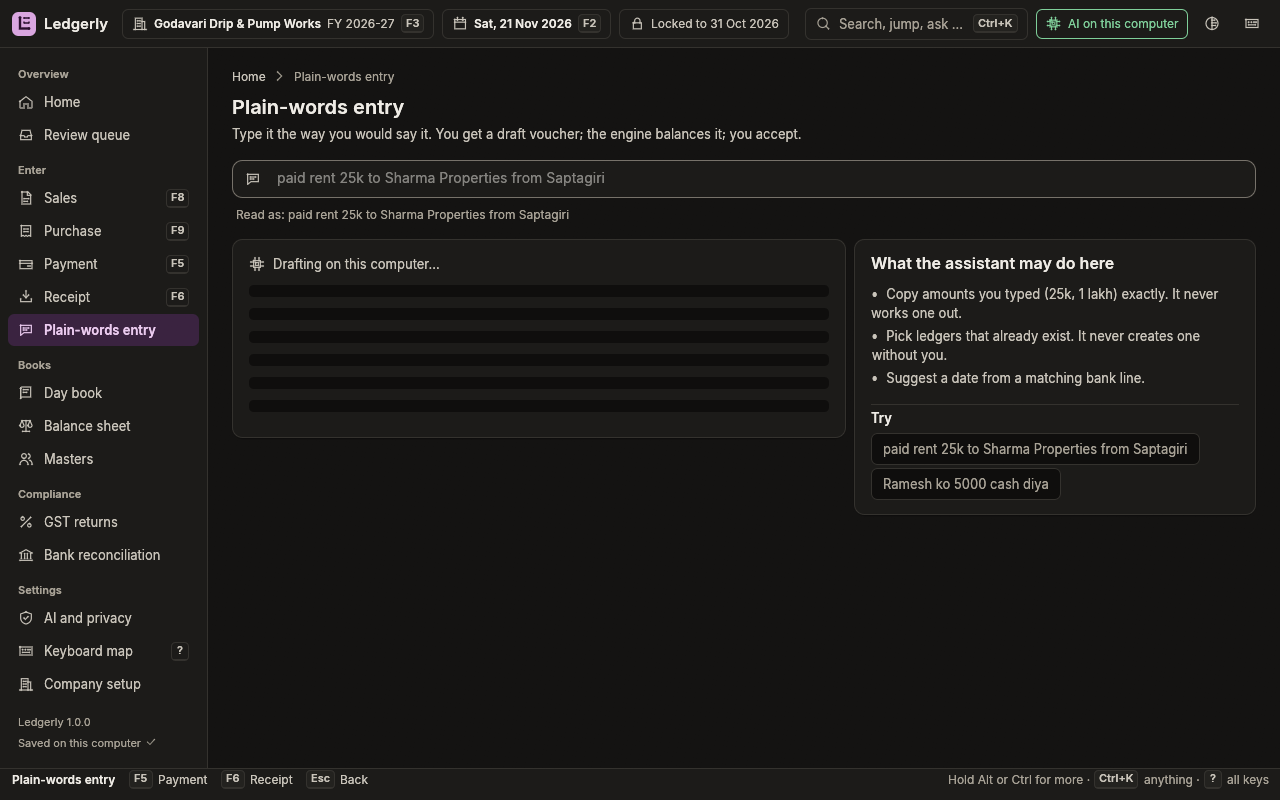 Ledgerly
Godavari Drip & Pump Works FY 2026-27 F3
Sat, 21 Nov 2026 F2
Locked to 31 Oct 2026
Search, jump, ask ... Ctrl+K
AI on this computer
Overview
Home
Review queue
Enter
Sales F8
Purchase F9
Payment F5
Receipt F6
Plain-words entry
Books
Day book
Balance sheet
Masters
Compliance
GST returns
Bank reconciliation
Settings
AI and privacy
Keyboard map ?
Company setup
Ledgerly 1.0.0
Saved on this computer
Home > Plain-words entry
Plain-words entry
Type it the way you would say it. You get a draft voucher; the engine balances it; you accept.
paid rent 25k to Sharma Properties from Saptagiri
Read as: paid rent 25k to Sharma Properties from Saptagiri
Drafting on this computer...
What the assistant may do here
• Copy amounts you typed (25k, 1 lakh) exactly. It never
works one out.
• Pick ledgers that already exist. It never creates one
without you.
• Suggest a date from a matching bank line.
Try
paid rent 25k to Sharma Properties from Saptagiri
Ramesh ko 5000 cash diya
Plain-words entry F5 Payment F6 Receipt Esc Back
Hold Alt or Ctrl for more · Ctrl+K anything · ? all keys